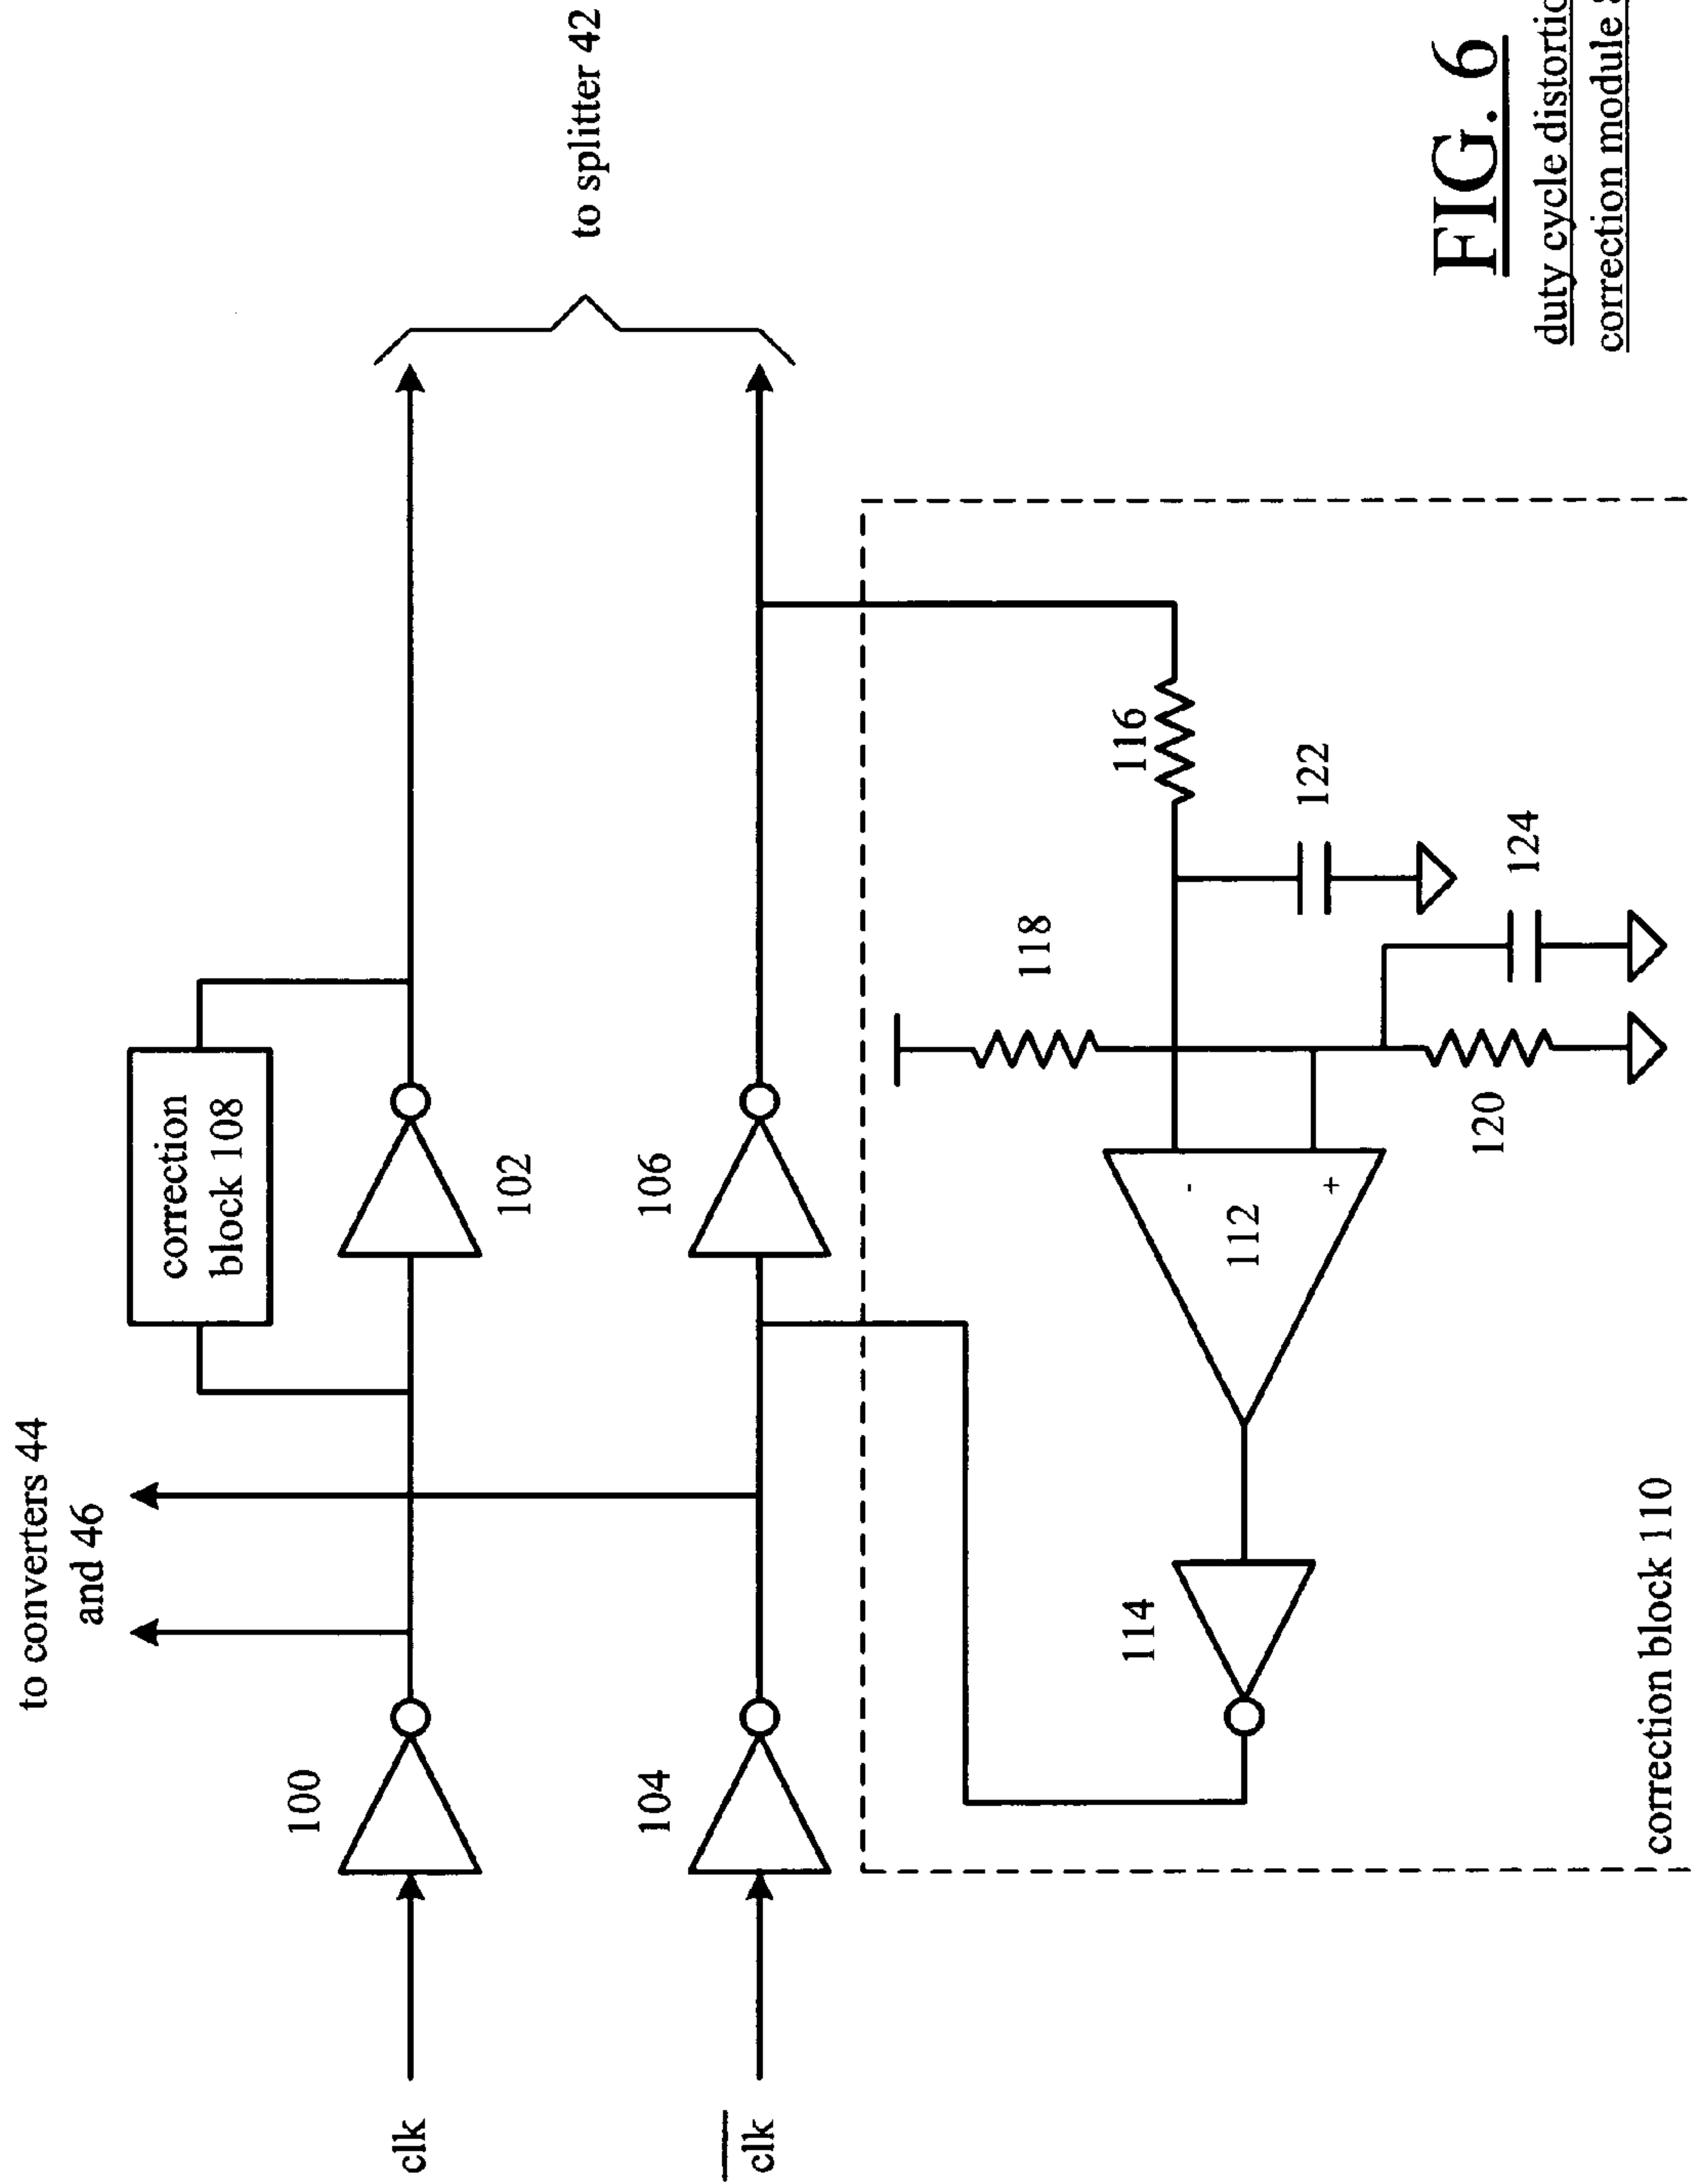 to converters 44
and 46
correction
block 108
to splitter 42
100
102
clk
104
106
clk
116
118
122
114
112
-
+
120
124
correction block 110
FIG. 6
duty cycle
correction module